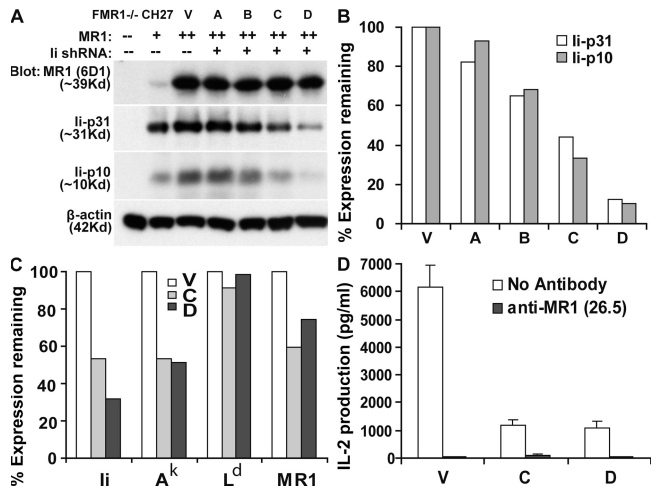 A
FMR1-/- CH27 V A B C D
MR1: -- + ++ ++ ++ ++ ++
Ii shRNA: -- -- -- + + + +
Blot: MR1 (6D1)
(~39Kd)
Ii-p31
(~31Kd)
Ii-p10
(~10Kd)
β-actin
(42Kd)
B
Ii-p31
Ii-p10
% Expression remaining
100
80
60
40
20
0
V A B C D
C
V
C
D
% Expression remaining
100
80
60
40
20
0
Ii Ak Ld MR1
D
No Antibody
anti-MR1 (26.5)
IL-2 production (pg/ml)
7000
6000
5000
4000
3000
2000
1000
0
V C D